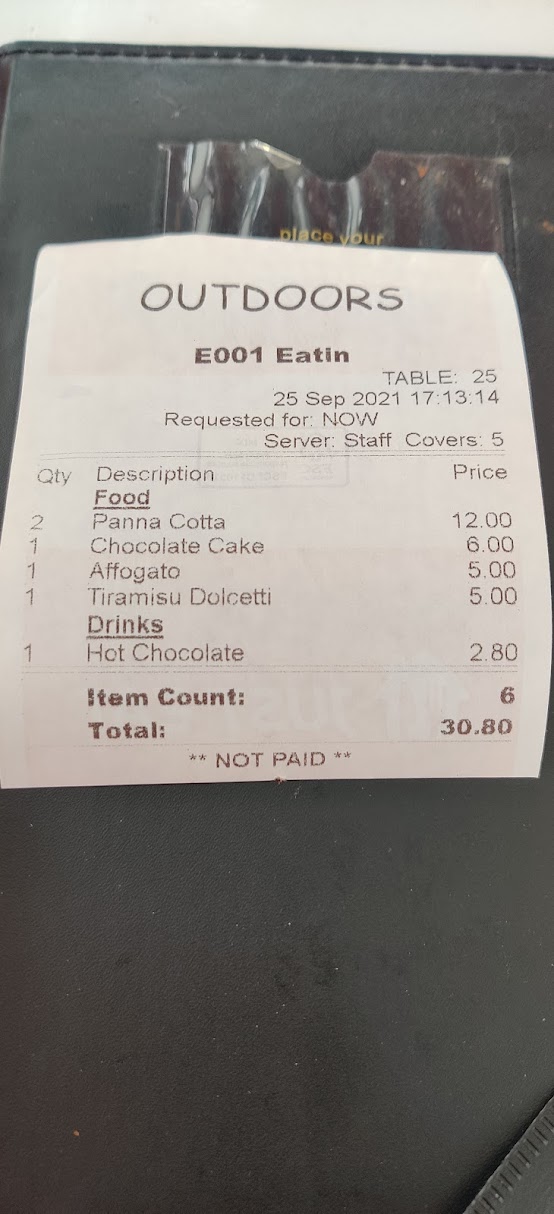 place your
OUTDOORS
E001 Eatin
TABLE: 25
25 Sep 2021 17:13:14
Requested for: NOW
Server: Staff Covers: 5
Qty Description Price
Food
2 Panna Cotta 12.00
1 Chocolate Cake 6.00
1 Affogato 5.00
1 Tiramisu Dolcetti 5.00
Drinks
1 Hot Chocolate 2.80
Item Count: 6
Total: 30.80
** NOT PAID **